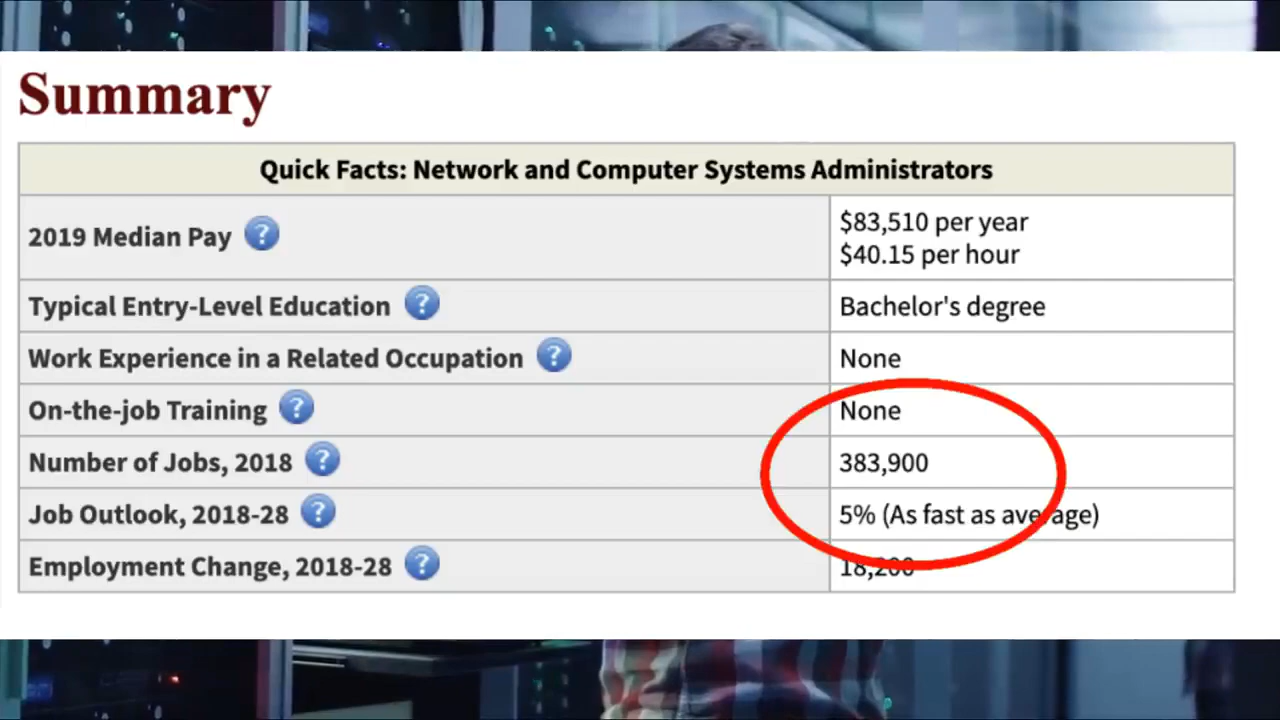 Summary
Quick Facts: Network and Computer Systems Administrators
2019 Median Pay ?
$83,510 per year
$40.15 per hour
Typical Entry-Level Education ?
Bachelor's degree
Work Experience in a Related Occupation ?
None
On-the-job Training ?
None
Number of Jobs, 2018 ?
383,900
Job Outlook, 2018-28 ?
5% (As fast as average)
Employment Change, 2018-28 ?
18,200